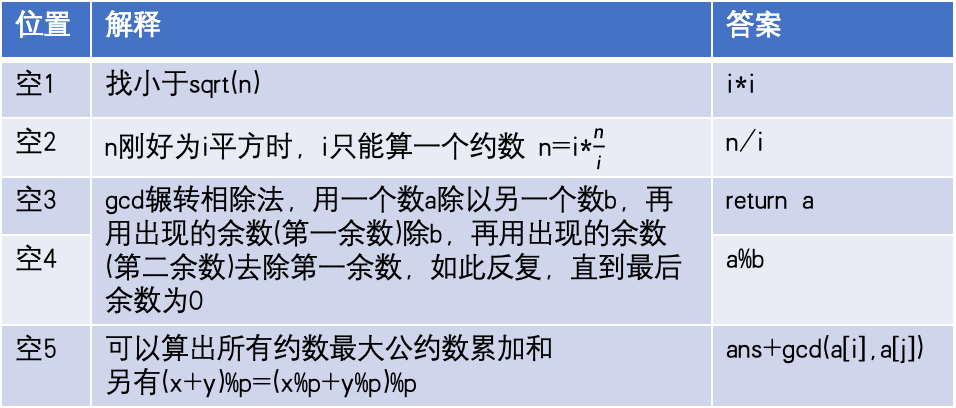 位置 解释 答案
空1 找小于sqrt(n) i*i
空2 n刚好为i平方时，i只能算一个约数 n=i*n/i n/i
空3 gcd辗转相除法，用一个数a除以另一个数b，再 return a
用出现的余数(第一余数)除b，再用出现的余数
空4 (第二余数)去除第一余数，如此反复，直到最后 a%b
余数为0
空5 可以算出所有约数最大公约数累加和 ans+gcd(a[i],a[j])
另有(x+y)%p=(x%p+y%p)%p